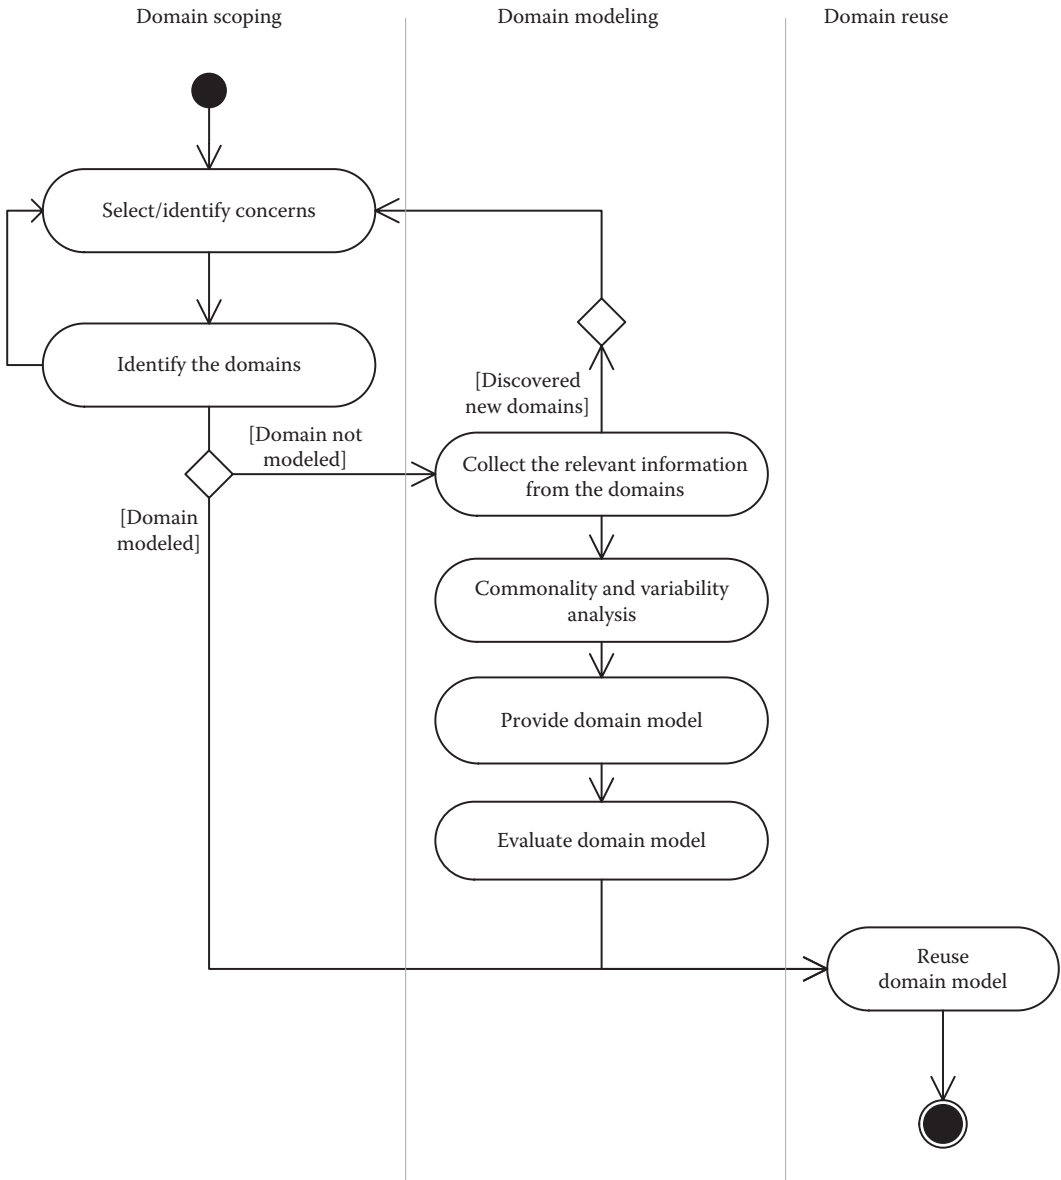 Domain scoping
Domain modeling
Domain reuse
Select/identify concerns
Identify the domains
[Discovered
new domains]
[Domain not
modeled]
Collect the relevant information
from the domains
[Domain
modeled]
Commonality and variability
analysis
Provide domain model
Evaluate domain model
Reuse
domain model